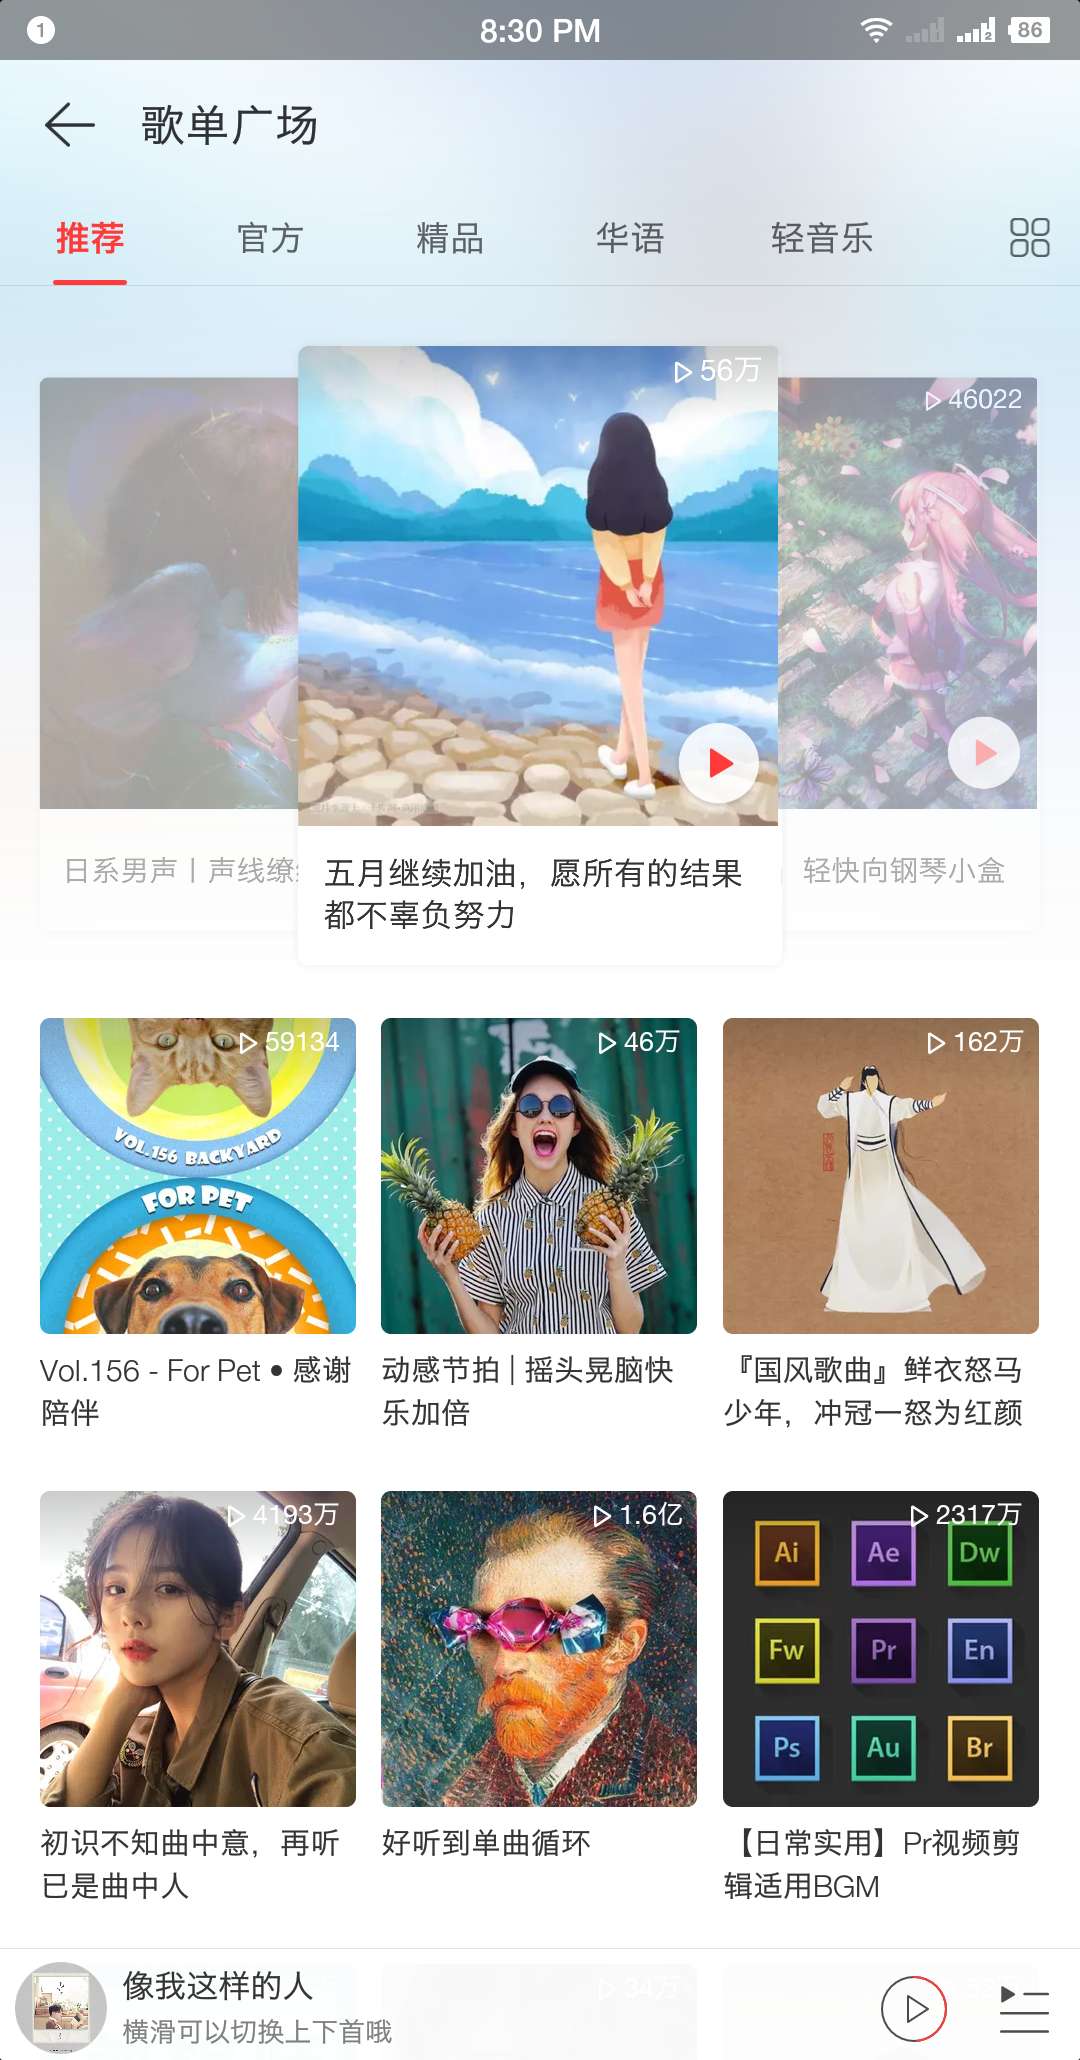 1
8:30 PM
2
86
歌单广场
推荐
官方
精品
华语
轻音乐
56万
46022
日系男声丨声线缭
五月继续加油，愿所有的结果
都不辜负努力
轻快向钢琴小盒
59134
VOL.156 BACKYARD
FOR PET
46万
162万
Vol.156 - For Pet • 感谢
陪伴
动感节拍 | 摇头晃脑快
乐加倍
『国风歌曲』鲜衣怒马
少年，冲冠一怒为红颜
4193万
1.6亿
2317万
Ai Ae Dw
Fw Pr En
Ps Au Br
初识不知曲中意，再听
已是曲中人
好听到单曲循环
【日常实用】Pr视频剪
辑适用BGM
34万
像我这样的人
横滑可以切换上下首哦